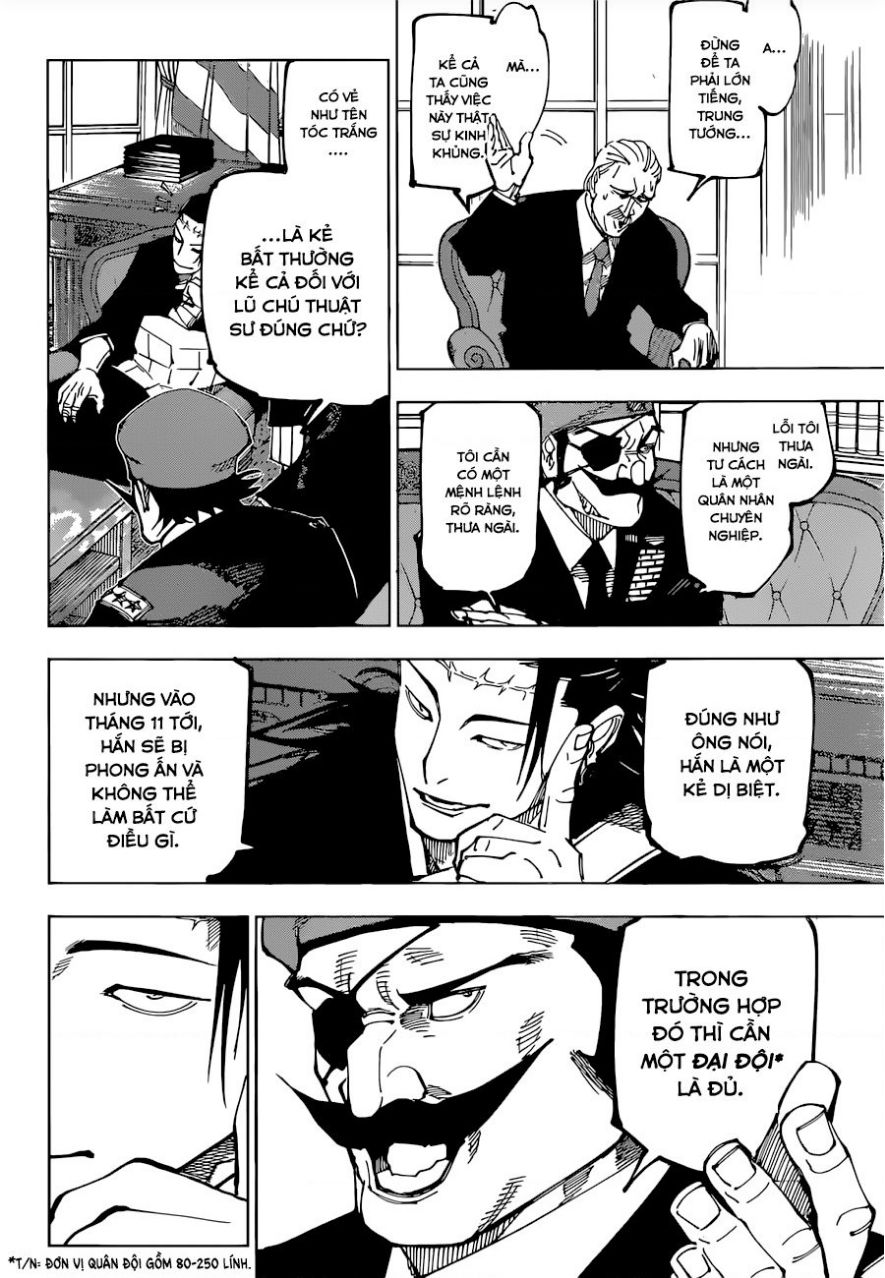 A...
ĐỪNG
ĐỂ TA
PHẢI LỚN
TIẾNG,
TRUNG
TƯỚNG...
MÃ...
KỂ CẢ
TA CŨNG
THẤY VIỆC
NÀY THẬT
SỰ KINH
KHỦNG.
CÓ VẺ
NHƯ TÊN
TÓC TRẮNG
....
...LÀ KẺ
BẤT THƯỜNG
KỂ CẢ ĐỐI VỚI
LŨ CHÚ THUẬT
SƯ ĐÚNG CHỨ?
LỖI TÔI
THƯA
NGÀI.
NHƯNG
TƯ CÁCH
LÀ MỘT
QUÂN NHÂN
CHUYÊN
NGHIỆP.
TÔI CẦN
CÓ MỘT
MỆNH LỆNH
RÕ RÀNG,
THƯA NGÀI.
ĐÚNG NHƯ
ÔNG NÓI,
HẮN LÀ MỘT
KẺ DỊ BIỆT.
NHƯNG VÀO
THÁNG 11 TỚI,
HẮN SẼ BỊ
PHONG ẤN VÀ
KHÔNG THỂ
LÀM BẤT CỨ
ĐIỀU GÌ.
TRONG
TRƯỜNG HỢP
ĐÓ THÌ CẦN
MỘT ĐẠI ĐỘI*
LÀ ĐỦ.
*T/N: ĐƠN VỊ QUÂN ĐỘI GỒM 80-250 LÍNH.